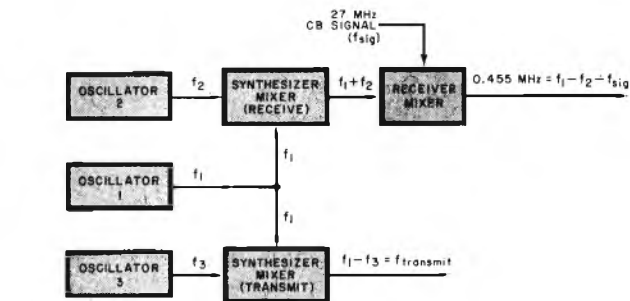 27 MHz
CB SIGNAL
(fsig)
OSCILLATOR
2
f2
SYNTHESIZER
MIXER
(RECEIVE)
f1+f2
RECEIVER
MIXER
0.455 MHz = f1-f2-fsig
f1
OSCILLATOR
1
f1
f1
OSCILLATOR
3
f3
SYNTHESIZER
MIXER
(TRANSMIT)
f1-f3 = ftransmit